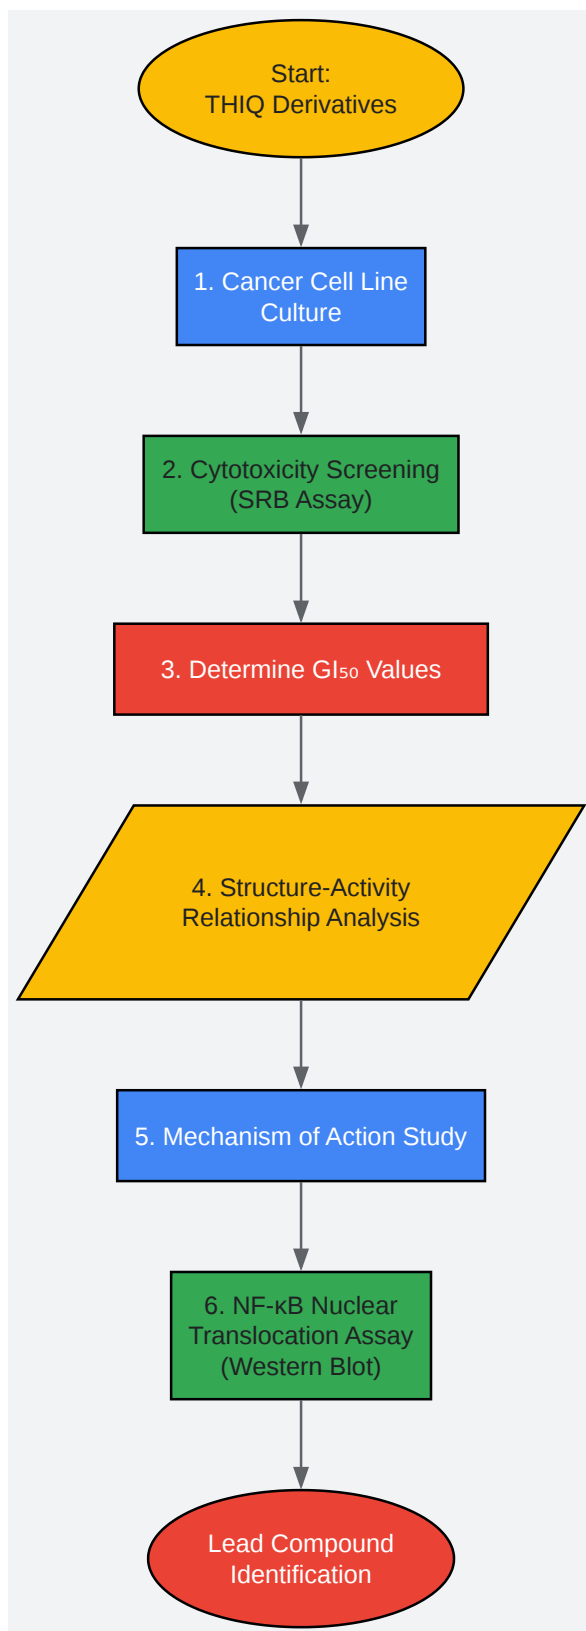 Start:
THIQ Derivatives
1. Cancer Cell Line
Culture
2. Cytotoxicity Screening
(SRB Assay)
3. Determine GI₅₀ Values
4. Structure-Activity
Relationship Analysis
5. Mechanism of Action Study
6. NF-κB Nuclear
Translocation Assay
(Western Blot)
Lead Compound
Identification